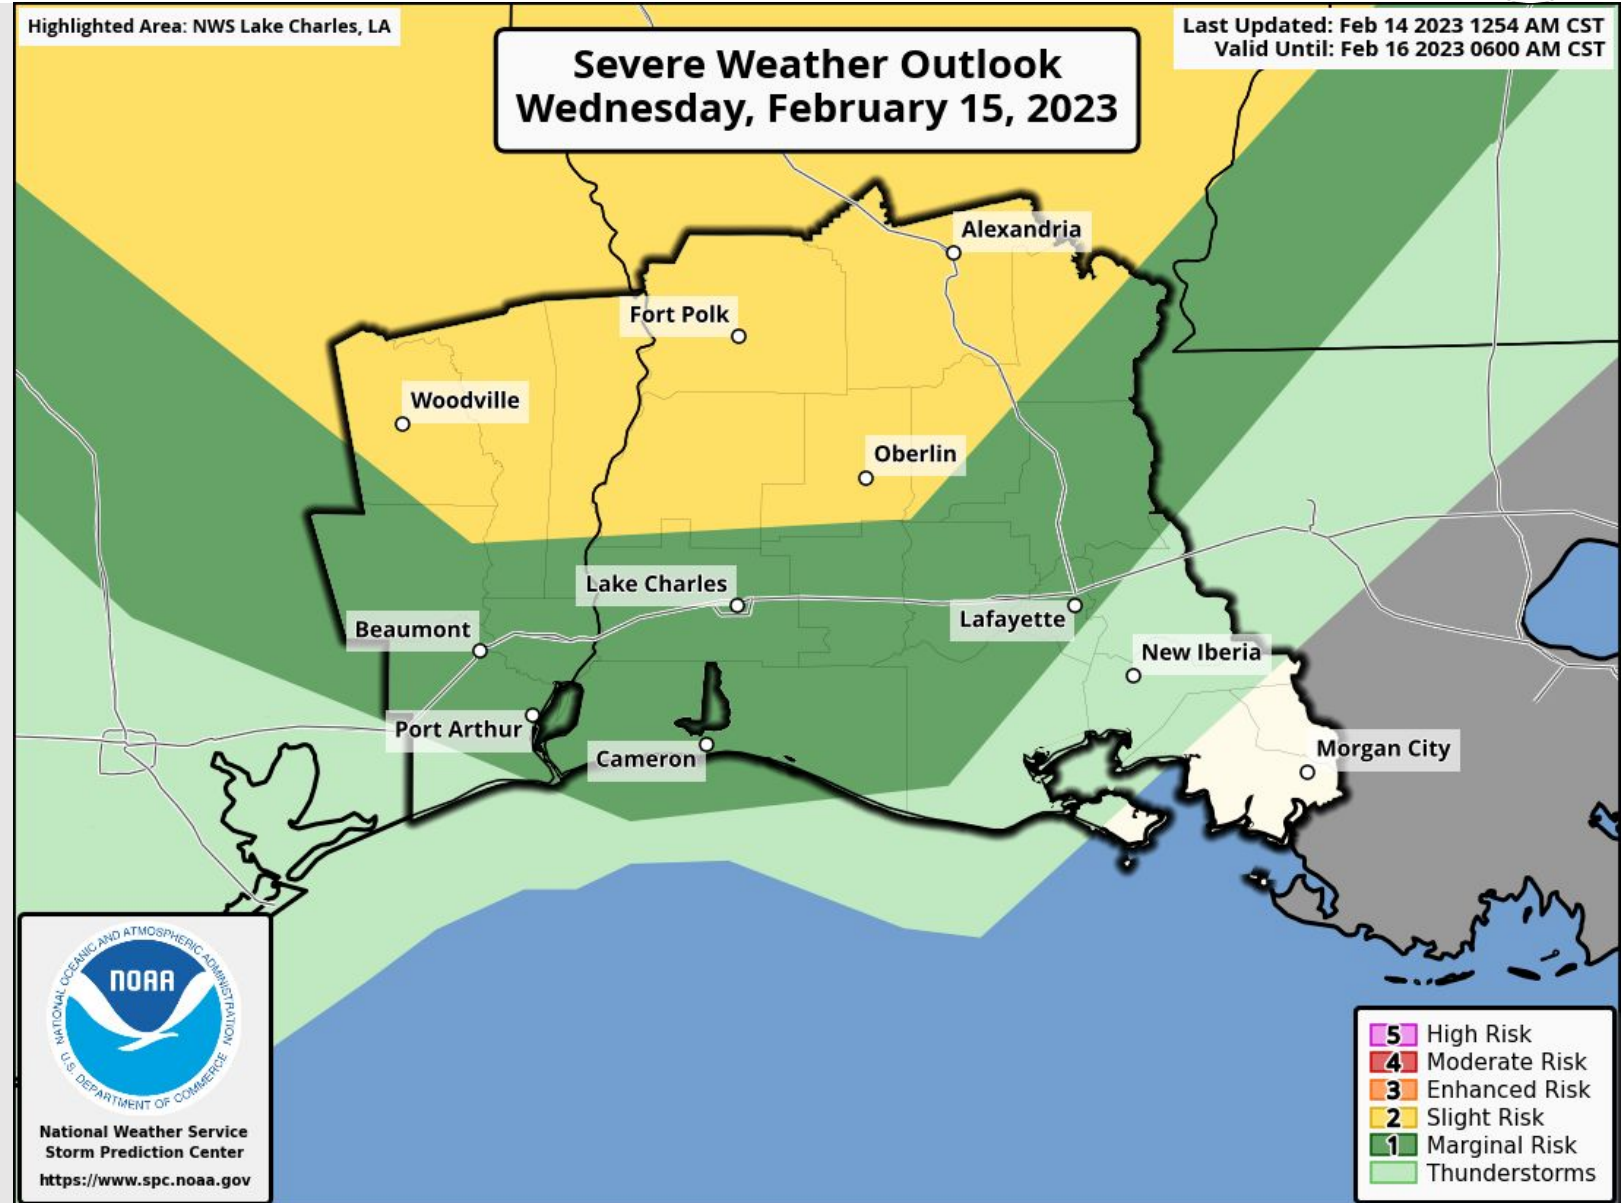 Highlighted Area: NWS Lake Charles, LA
Last Updated: Feb 14 2023 1254 AM CST
Valid Until: Feb 16 2023 0600 AM CST
Severe Weather Outlook
Wednesday, February 15, 2023
Alexandria
Fort Polk
Woodville
Oberlin
Lake Charles
Lafayette
Beaumont
New Iberia
Port Arthur
Cameron
Morgan City
NATIONAL OCEANIC AND ATMOSPHERIC ADMINISTRATION
NOAA
U.S. DEPARTMENT OF COMMERCE
National Weather Service
Storm Prediction Center
https://www.spc.noaa.gov
5 High Risk
4 Moderate Risk
3 Enhanced Risk
2 Slight Risk
1 Marginal Risk
Thunderstorms